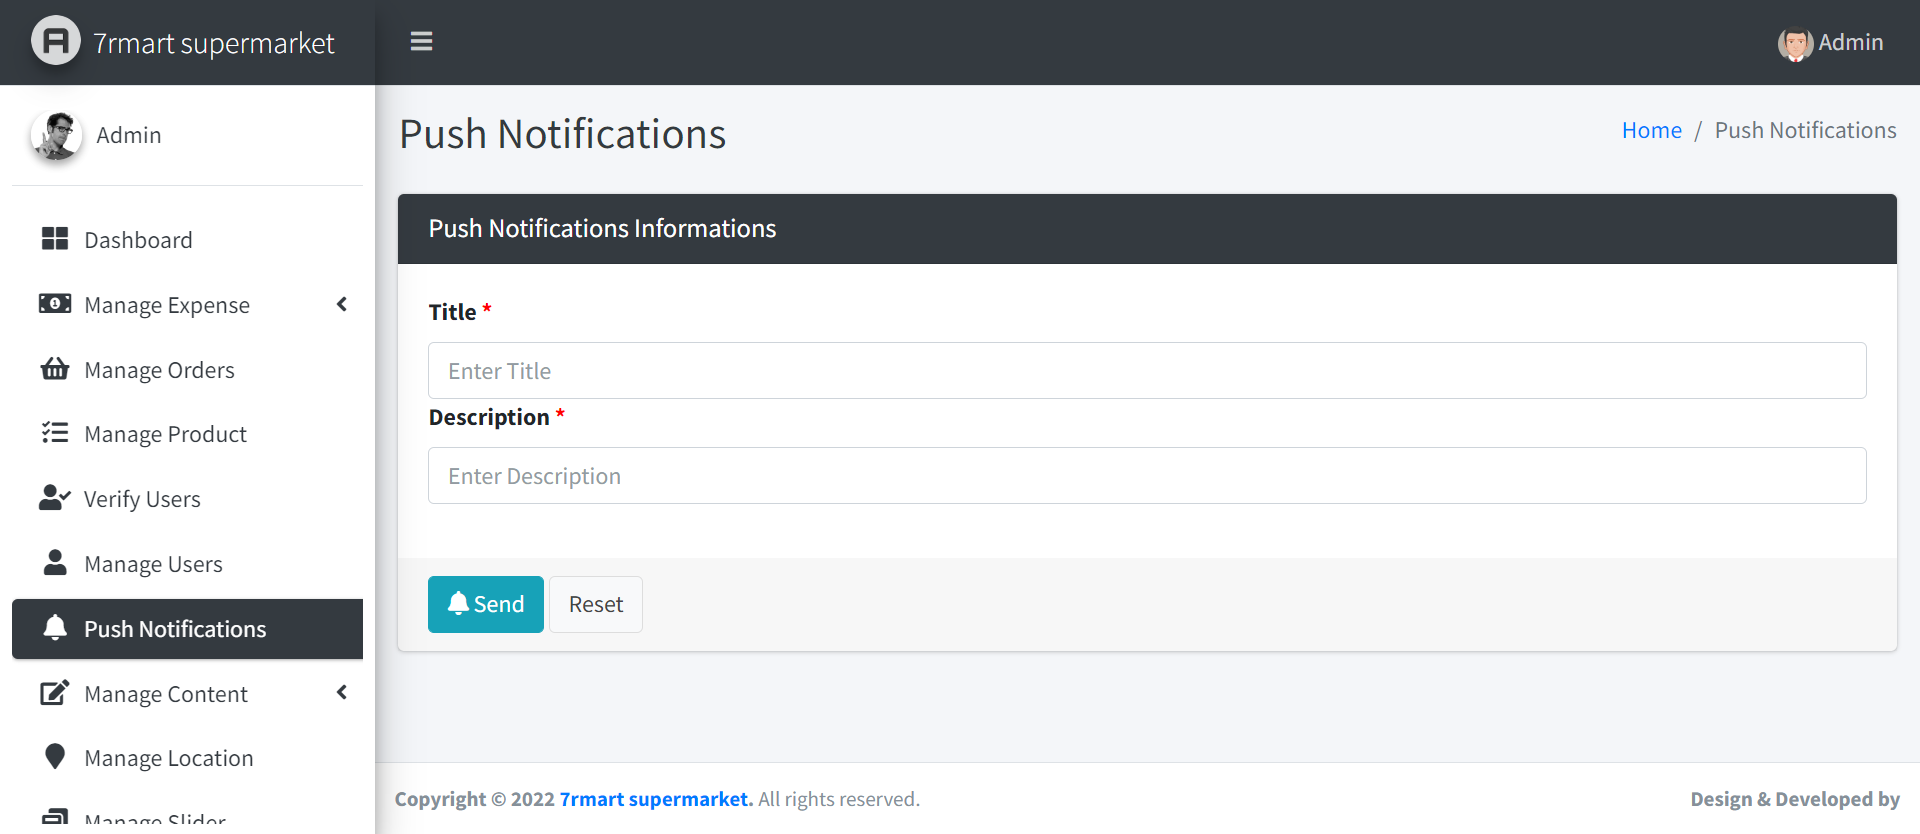 7rmart supermarket
Admin
Admin
Dashboard
Manage Expense
Manage Orders
Manage Product
Verify Users
Manage Users
Push Notifications
Manage Content
Manage Location
Manage Slider
Push Notifications
Home / Push Notifications
Push Notifications Informations
Title *
Enter Title
Description *
Enter Description
Send
Reset
Copyright © 2022 7rmart supermarket. All rights reserved.
Design & Developed by